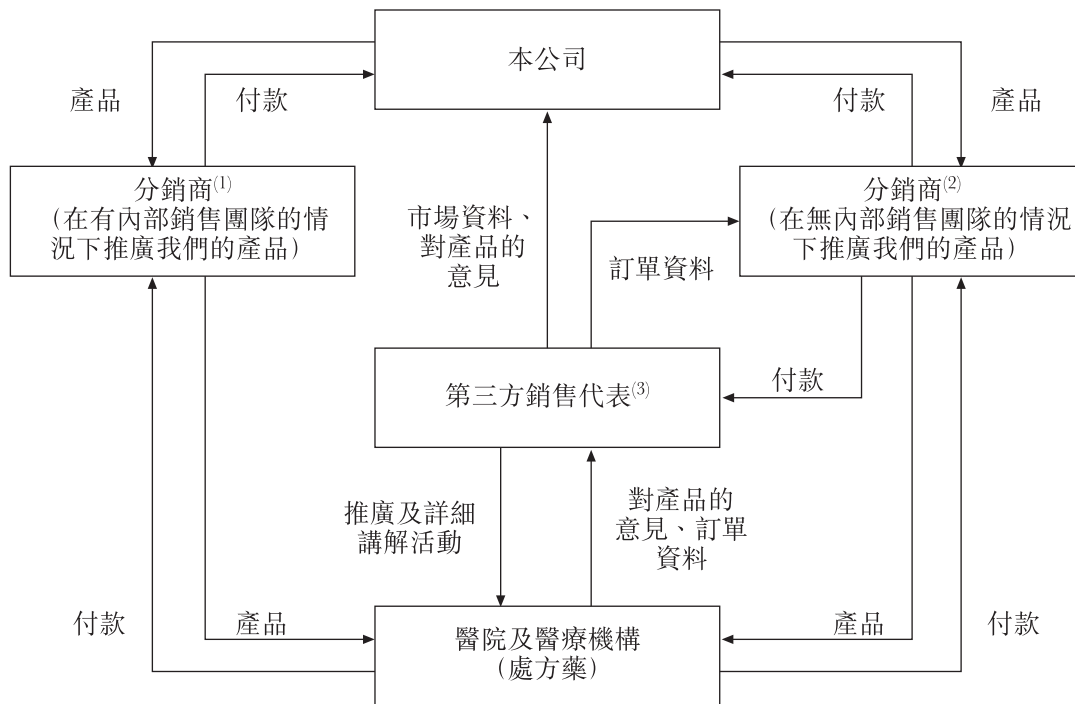 本公司
產品
付款
付款
產品
分銷商(1)
(在有內部銷售團隊的情
況下推廣我們的產品)
分銷商(2)
(在無內部銷售團隊的情況
下推廣我們的產品)
市場資料、
對產品的
意見
訂單資料
第三方銷售代表(3)
付款
推廣及詳細
講解活動
對產品的
意見、訂單
資料
付款
產品
醫院及醫療機構
(處方藥)
產品
付款